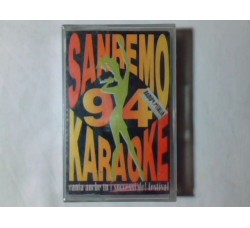 SANREMO
94
KARAOKE
canta anche tu i successi del festival